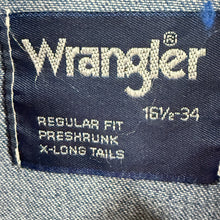 Wrangler®
16½-34
REGULAR FIT
PRESHRUNK
X-LONG TAILS